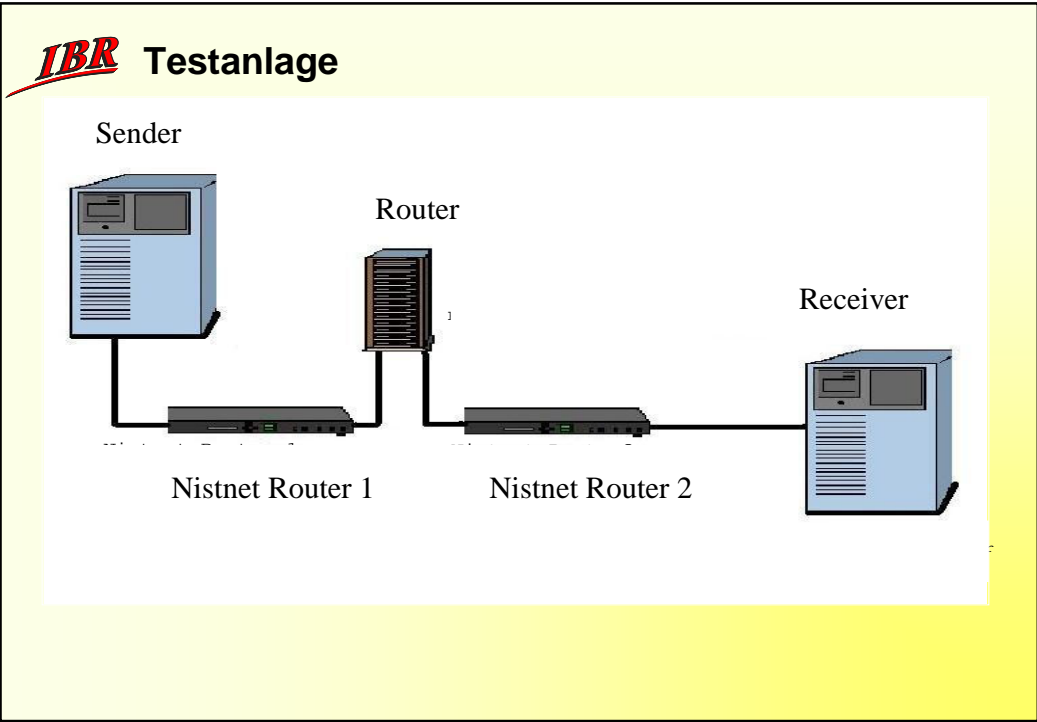 IBR Testanlage
Sender
Router
Receiver
Nistnet Router 1
Nistnet Router 2